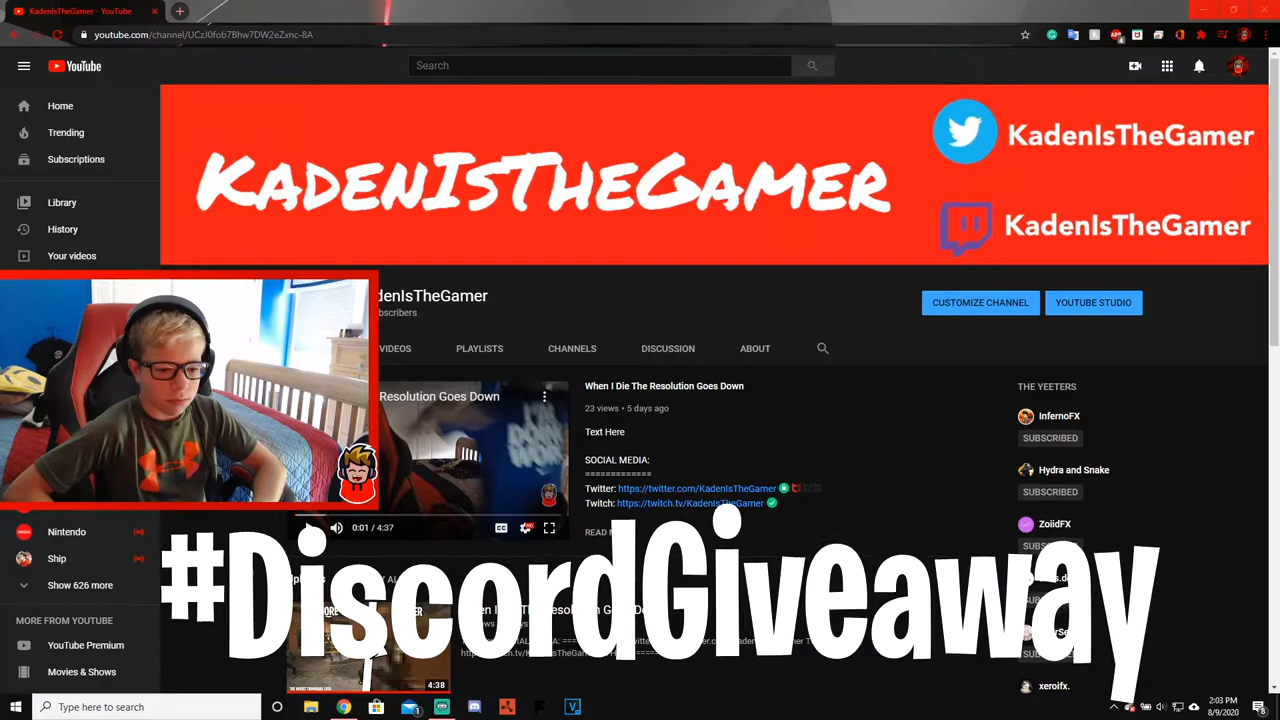 KadenIsTheGamer - YouTube
youtube.com/channel/UCzJ0fob7Bhw7DW2eZxnc-8A
YouTube
Search
Home
Trending
Subscriptions
Library
History
Your videos
KadenIsTheGamer
KadenIsTheGamer
KadenIsTheGamer
denIsTheGamer
bscribers
CUSTOMIZE CHANNEL
YOUTUBE STUDIO
VIDEOS
PLAYLISTS
CHANNELS
DISCUSSION
ABOUT
Resolution Goes Down
0:01 / 4:37
When I Die The Resolution Goes Down
23 views • 5 days ago
Text Here
SOCIAL MEDIA:
=============
Twitter: https://twitter.com/KadenIsTheGamer
Twitch: https://twitch.tv/KadenIsTheGamer
READ
THE YEETERS
InfernoFX
SUBSCRIBED
Hydra and Snake
SUBSCRIBED
ZoiidFX
xeroifx.
Nintendo
Ship
Show 626 more
#DiscordGiveaway
4:38
MORE FROM YOUTUBE
YouTube Premium
Movies & Shows
Type here to search
2:03 PM
8/9/2020